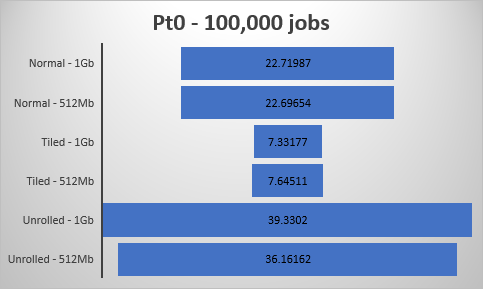 Pt0 - 100,000 jobs
Normal - 1Gb
22.71987
Normal - 512Mb
22.69654
Tiled - 1Gb
7.33177
Tiled - 512Mb
7.64511
Unrolled - 1Gb
39.3302
Unrolled - 512Mb
36.16162